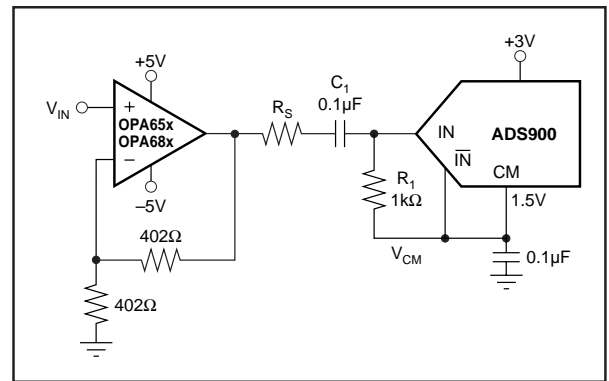 +5V
V_IN
+
OPA65x
OPA68x
–
–5V
402Ω
402Ω
R_S
C_1
0.1µF
R_1
1kΩ
V_CM
+3V
IN
ADS900
I̅N̅
CM
1.5V
0.1µF